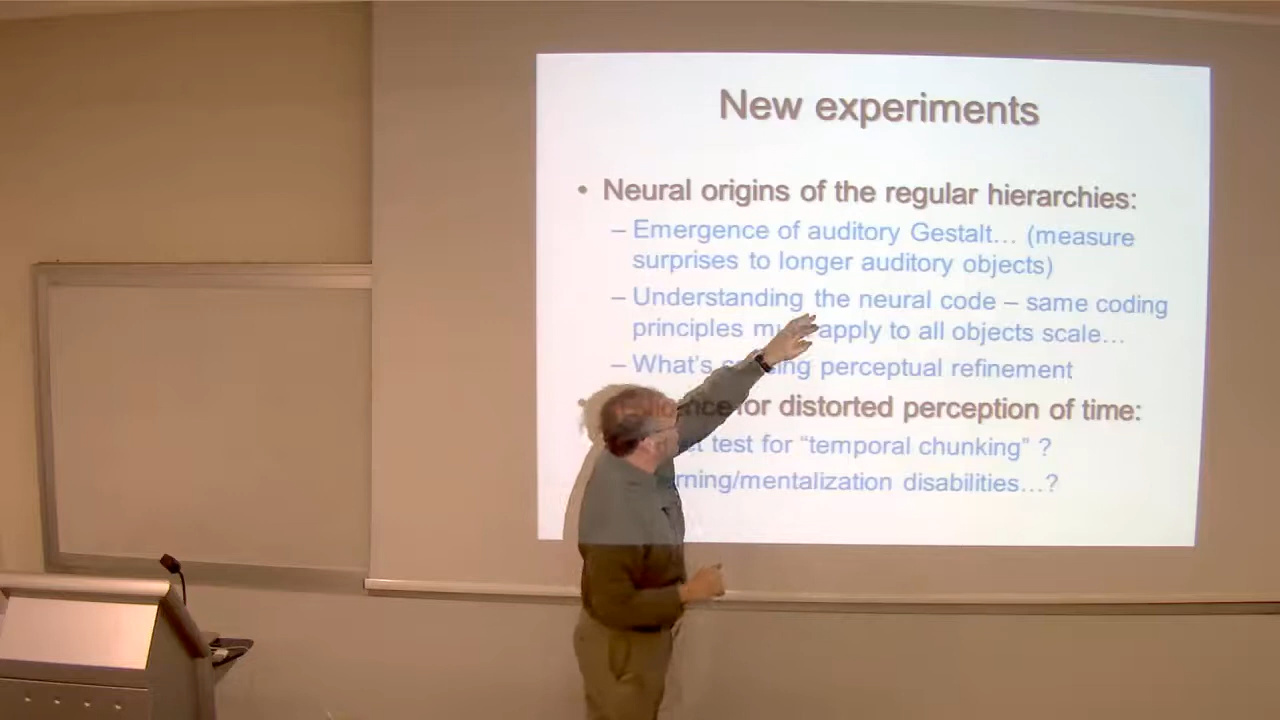 New experiments
• Neural origins of the regular hierarchies:
– Emergence of auditory Gestalt… (measure
surprises to longer auditory objects)
– Understanding the neural code – same coding
principles apply to all objects scale…
– What's perceptual refinement
for distorted perception of time:
test for “temporal chunking” ?
disabilities…?